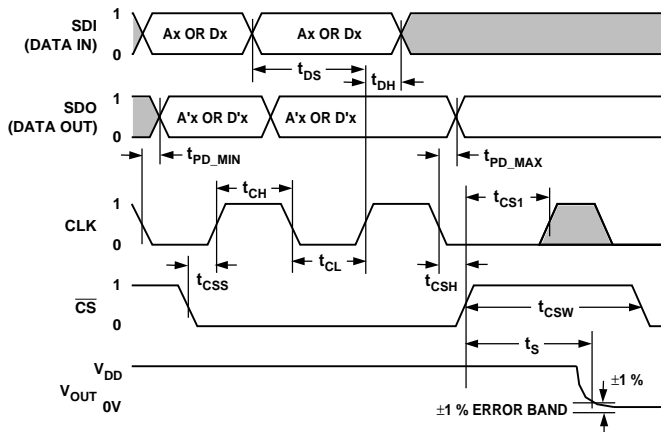 SDI
(DATA IN)
1
0
Ax OR Dx
Ax OR Dx
tDS
tDH
SDO
(DATA OUT)
1
0
A'x OR D'x
A'x OR D'x
tPD_MIN
tPD_MAX
tCH
tCS1
CLK
1
0
tCSS
tCL
tCSH
CS
1
0
tCSW
tS
VDD
VOUT
0V
±1 %
±1 % ERROR BAND